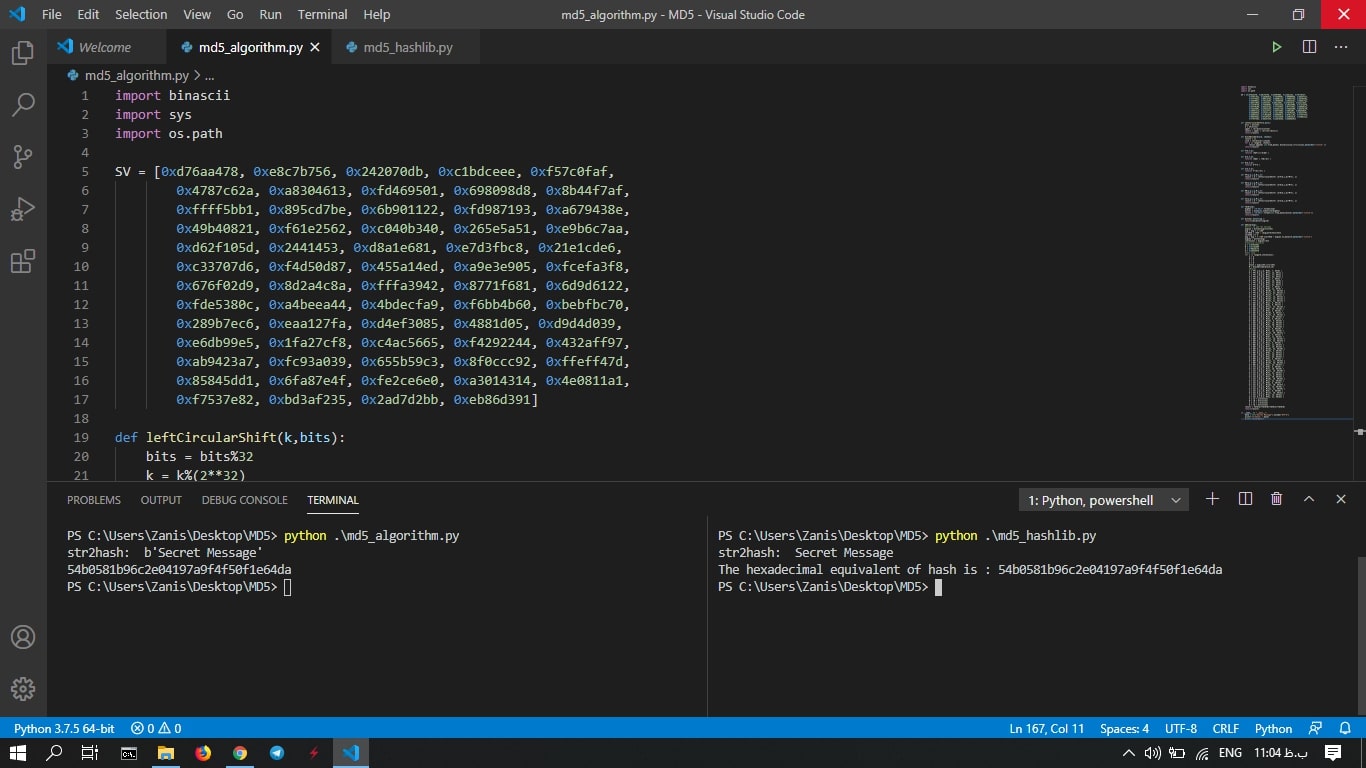 File Edit Selection View Go Run Terminal Help md5_algorithm.py - MD5 - Visual Studio Code
Welcome md5_algorithm.py md5_hashlib.py
md5_algorithm.py > ...
1 import binascii
2 import sys
3 import os.path
4
5 SV = [0xd76aa478, 0xe8c7b756, 0x242070db, 0xc1bdceee, 0xf57c0faf,
6 0x4787c62a, 0xa8304613, 0xfd469501, 0x698098d8, 0x8b44f7af,
7 0xffff5bb1, 0x895cd7be, 0x6b901122, 0xfd987193, 0xa679438e,
8 0x49b40821, 0xf61e2562, 0xc040b340, 0x265e5a51, 0xe9b6c7aa,
9 0xd62f105d, 0x2441453, 0xd8a1e681, 0xe7d3fbc8, 0x21e1cde6,
10 0xc33707d6, 0xf4d50d87, 0x455a14ed, 0xa9e3e905, 0xfcefa3f8,
11 0x676f02d9, 0x8d2a4c8a, 0xfffa3942, 0x8771f681, 0x6d9d6122,
12 0xfde5380c, 0xa4beea44, 0x4bdecfa9, 0xf6bb4b60, 0xbebfbc70,
13 0x289b7ec6, 0xeaa127fa, 0xd4ef3085, 0x4881d05, 0xd9d4d039,
14 0xe6db99e5, 0x1fa27cf8, 0xc4ac5665, 0xf4292244, 0x432aff97,
15 0xab9423a7, 0xfc93a039, 0x655b59c3, 0x8f0ccc92, 0xffeff47d,
16 0x85845dd1, 0x6fa87e4f, 0xfe2ce6e0, 0xa3014314, 0x4e0811a1,
17 0xf7537e82, 0xbd3af235, 0x2ad7d2bb, 0xeb86d391]
18
19 def leftCircularShift(k,bits):
20 bits = bits%32
21 k = k%(2**32)
PROBLEMS OUTPUT DEBUG CONSOLE TERMINAL 1: Python, powershell
PS C:\Users\Zanis\Desktop\MD5> python .\md5_algorithm.py
str2hash:  b'Secret Message'
54b0581b96c2e04197a9f4f50f1e64da
PS C:\Users\Zanis\Desktop\MD5>
PS C:\Users\Zanis\Desktop\MD5> python .\md5_hashlib.py
str2hash:  Secret Message
The hexadecimal equivalent of hash is : 54b0581b96c2e04197a9f4f50f1e64da
PS C:\Users\Zanis\Desktop\MD5>
Python 3.7.5 64-bit 0 0 Ln 167, Col 11 Spaces: 4 UTF-8 CRLF Python
ENG 11:04 ب.ظ